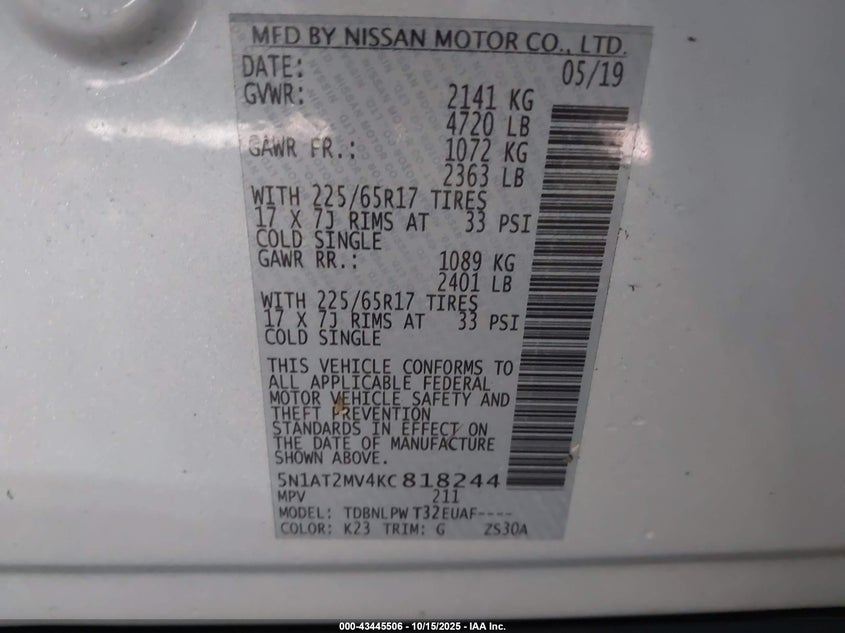 MFD BY NISSAN MOTOR CO., LTD.
DATE: 05/19
GVWR: 2141 KG
4720 LB
GAWR FR.: 1072 KG
2363 LB
WITH 225/65R17 TIRES
17 X 7J RIMS AT 33 PSI
COLD SINGLE
GAWR RR.: 1089 KG
2401 LB
WITH 225/65R17 TIRES
17 X 7J RIMS AT 33 PSI
COLD SINGLE
THIS VEHICLE CONFORMS TO
ALL APPLICABLE FEDERAL
MOTOR VEHICLE SAFETY AND
THEFT PREVENTION
STANDARDS IN EFFECT ON
THE DATE OF MANUFACTURE
SHOWN ABOVE.
5N1AT2MV4KC818244
MPV 211
MODEL: TDBNLPW T32EUAF----
COLOR: K23 TRIM: G ZS30A
000-43445506 - 10/15/2025 - IAA Inc.